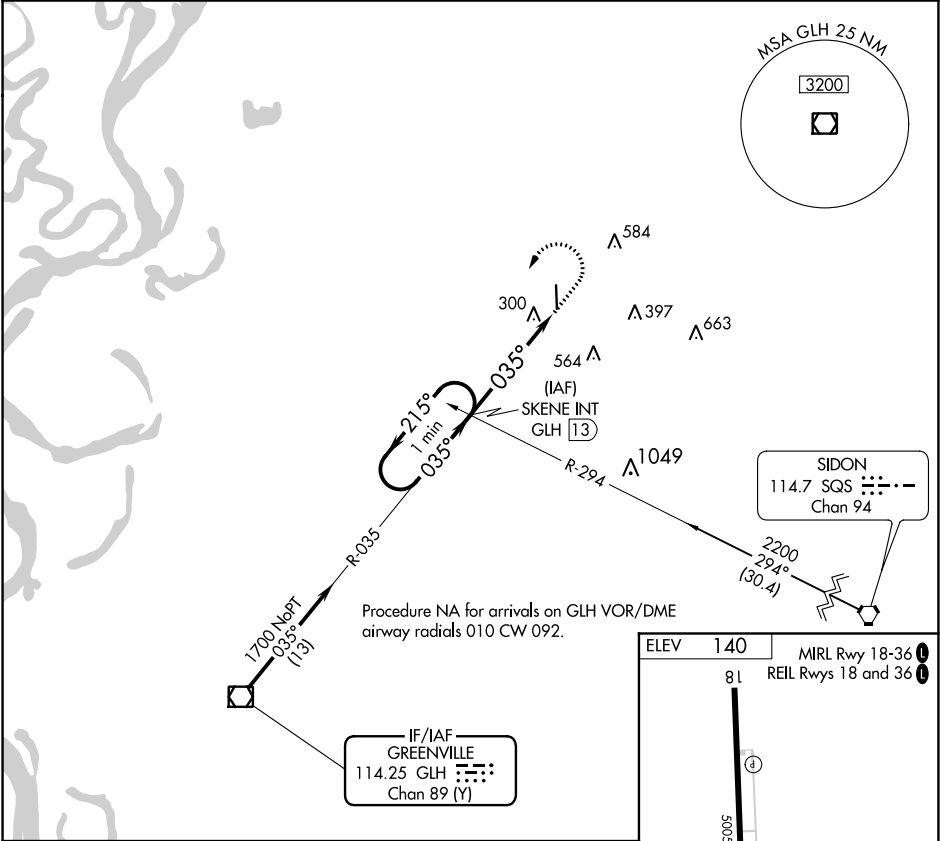 MSA GLH 25 NM
3200
584
300
397
663
564
035°
(IAF)
SKENE INT
GLH 13
215°
1 min
035°
1049
R-294
SIDON
114.7 SQS
Chan 94
2200
294°
(30.4)
R-035
1700 NoPT
035°
(13)
Procedure NA for arrivals on GLH VOR/DME
airway radials 010 CW 092.
IF/IAF
GREENVILLE
114.25 GLH
Chan 89 (Y)
ELEV 140
MIRL Rwy 18-36 L
REIL Rwys 18 and 36 L
18
P
5005